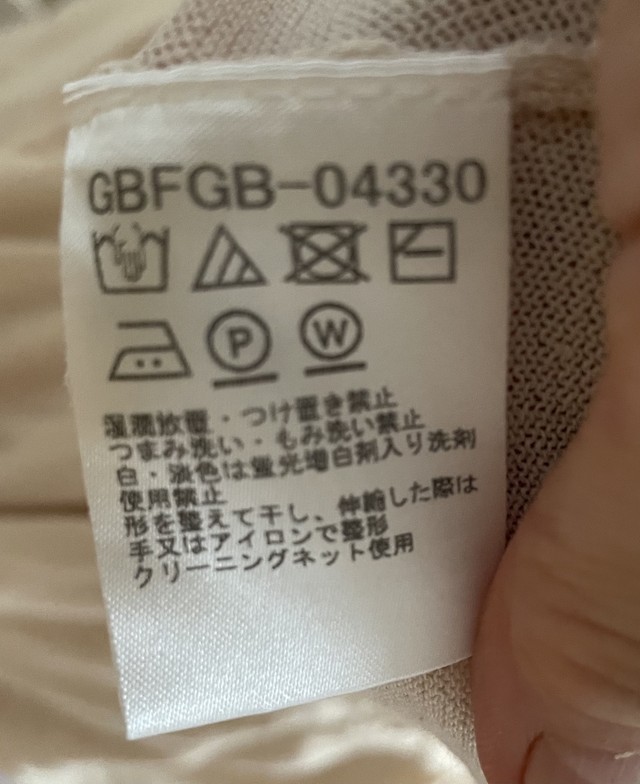 GBFGB-04330
P W
湿潤放置・つけ置き禁止
つまみ洗い・もみ洗い禁止
白・淡色は蛍光増白剤入り洗剤
使用禁止
形を整えて干し、伸縮した際は
手又はアイロンで整形
クリーニングネット使用